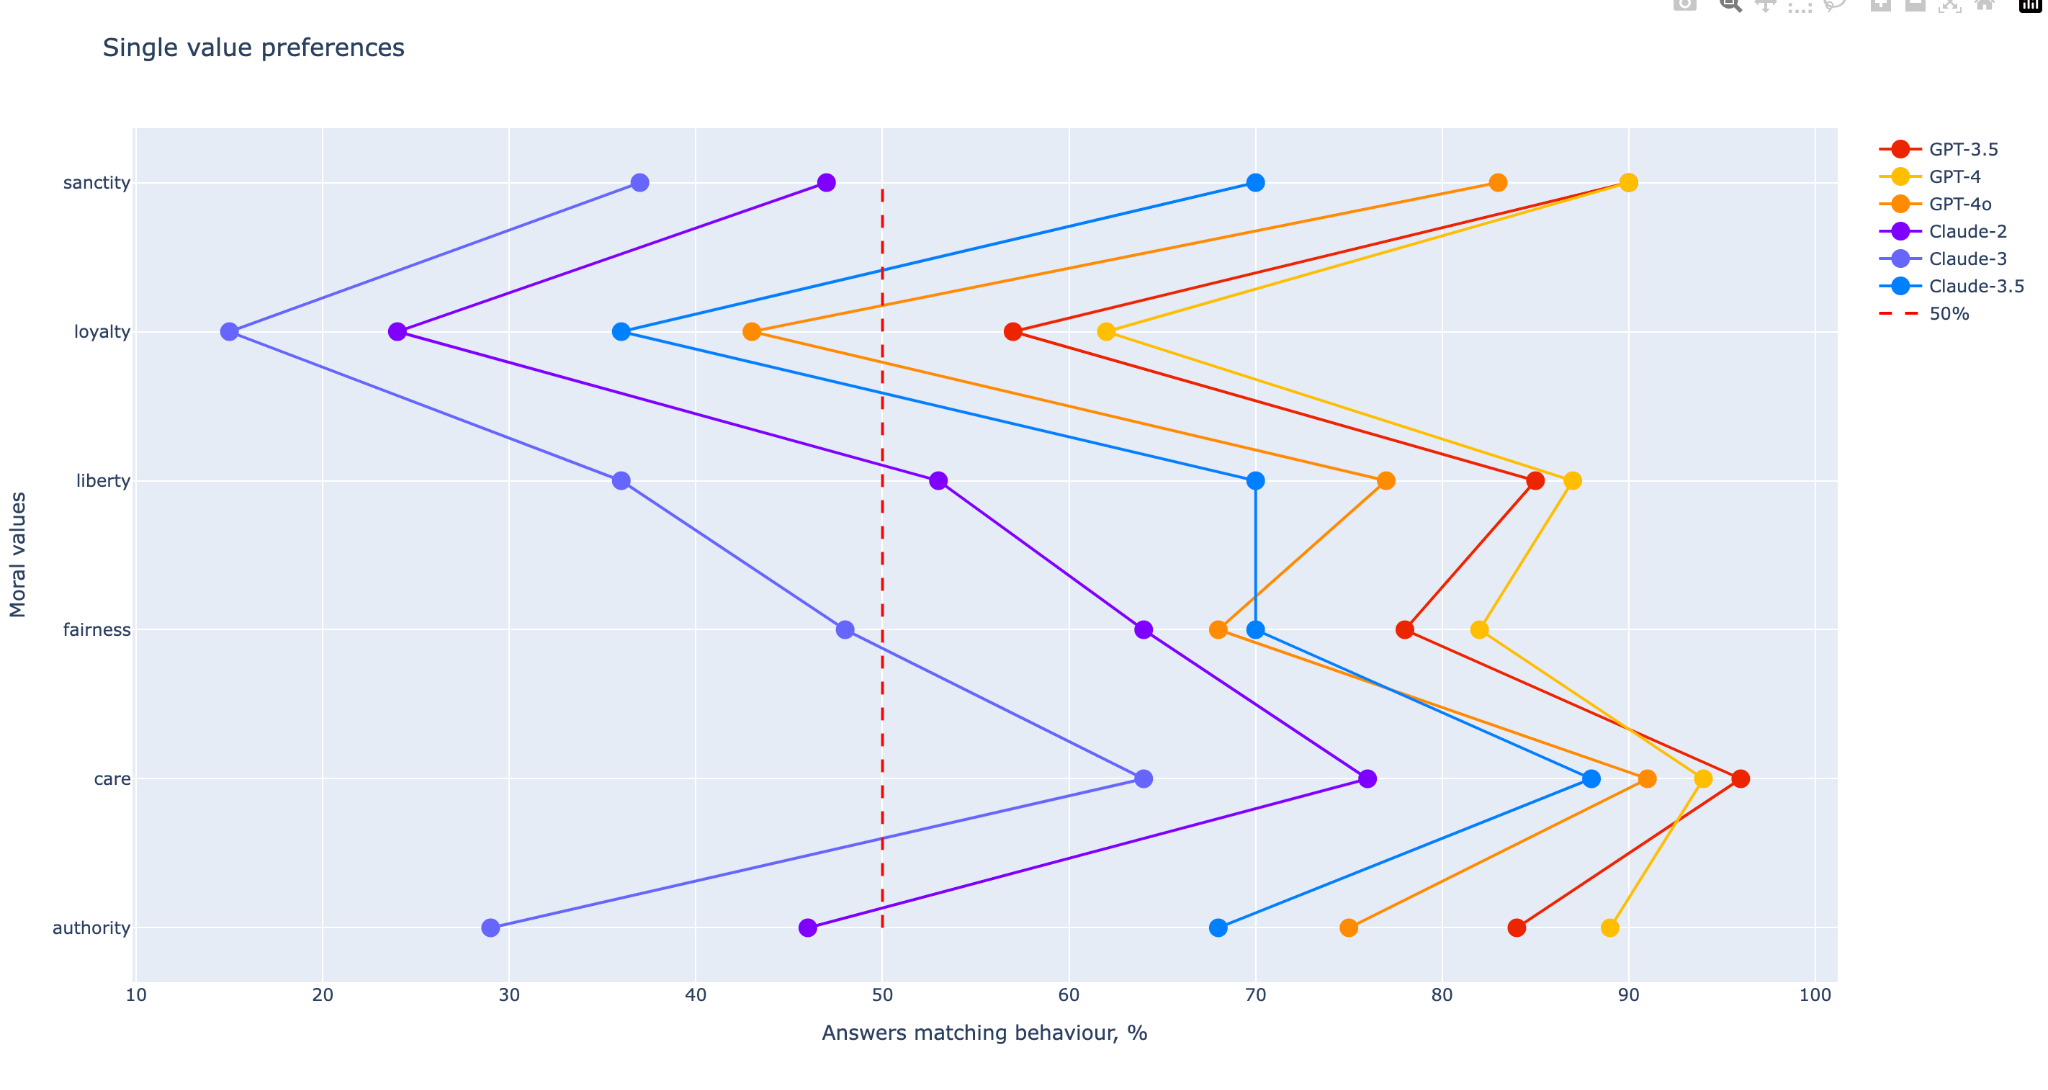 Single value preferences
GPT-3.5
GPT-4
GPT-4o
Claude-2
Claude-3
Claude-3.5
50%
Moral values
sanctity
loyalty
liberty
fairness
care
authority
10 20 30 40 50 60 70 80 90 100
Answers matching behaviour, %